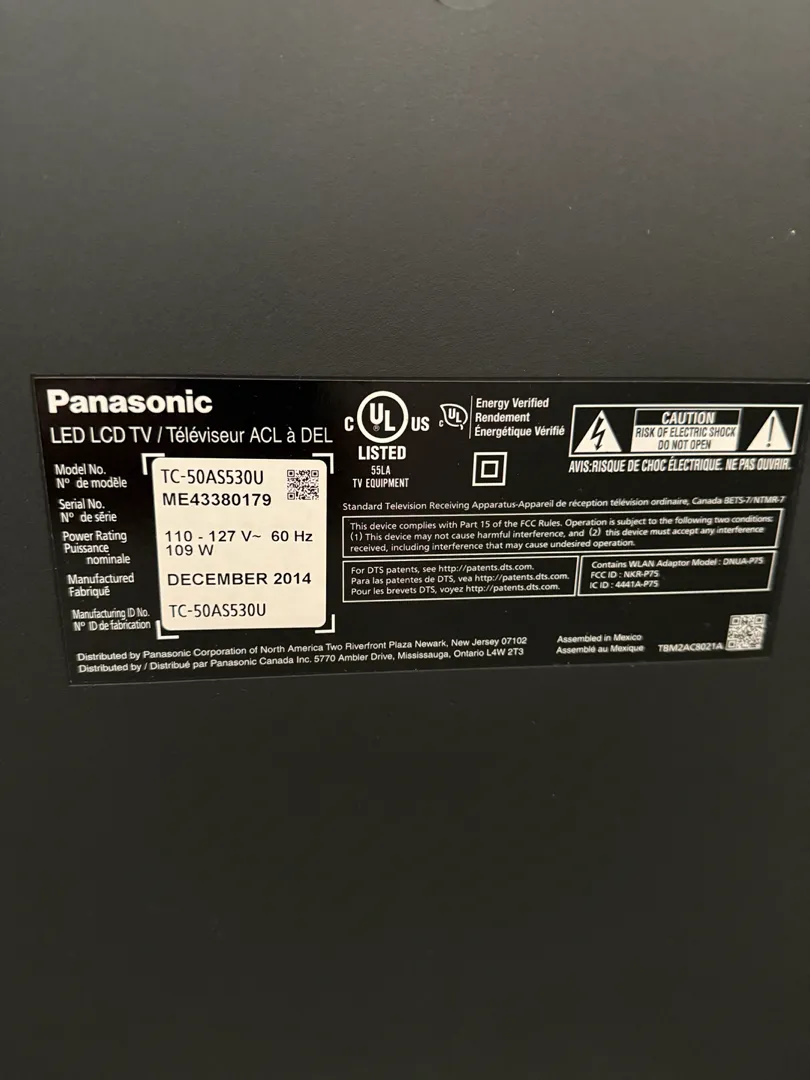 Panasonic
LED LCD TV / Téléviseur ACL à DEL
Model No.
N° de modèle
TC-50AS530U
Serial No.
N° de série
ME43380179
Power Rating
Puissance
nominale
110 - 127 V~ 60 Hz
109 W
Manufactured
Fabriqué
DECEMBER 2014
Manufacturing ID No.
N° ID de fabrication
TC-50AS530U
C UL US
LISTED
55LA
TV EQUIPMENT
c UL
Energy Verified
Rendement
Énergétique Vérifié
CAUTION
RISK OF ELECTRIC SHOCK
DO NOT OPEN
AVIS:RISQUE DE CHOC ÉLECTRIQUE. NE PAS OUVRIR.
Standard Television Receiving Apparatus-Appareil de réception télévision ordinaire, Canada BETS-7/NTMR-7
This device complies with Part 15 of the FCC Rules. Operation is subject to the following two conditions:
(1) This device may not cause harmful interference, and (2) this device must accept any interference
received, including interference that may cause undesired operation.
For DTS patents, see http://patents.dts.com.
Para las patentes de DTS, vea http://patents.dts.com.
Pour les brevets DTS, voyez http://patents.dts.com.
Contains WLAN Adaptor Model : DNUA-P75
FCC ID : NKR-P75
IC ID : 4441A-P75
Distributed by Panasonic Corporation of North America Two Riverfront Plaza Newark, New Jersey 07102
Distributed by / Distribué par Panasonic Canada Inc. 5770 Ambler Drive, Mississauga, Ontario L4W 2T3
Assembled in Mexico
Assemblé au Mexique
TBM2AC8021A